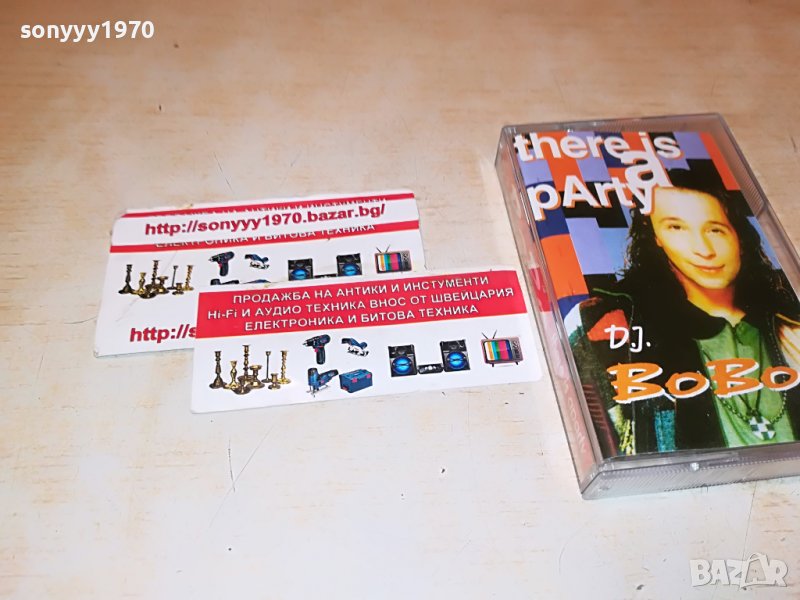 sonyyy1970
http://sonyyy1970.bazar.bg/
ЕЛЕКТРОНИКА И БИТОВА ТЕХНИКА
http://s
ПРОДАЖБА НА АНТИКИ И ИНСТУМЕНТИ
Hi-Fi И АУДИО ТЕХНИКА ВНОС ОТ ШВЕЙЦАРИЯ
ЕЛЕКТРОНИКА И БИТОВА ТЕХНИКА
there is
a
pArty
D.J.
BoBo
BAZAR